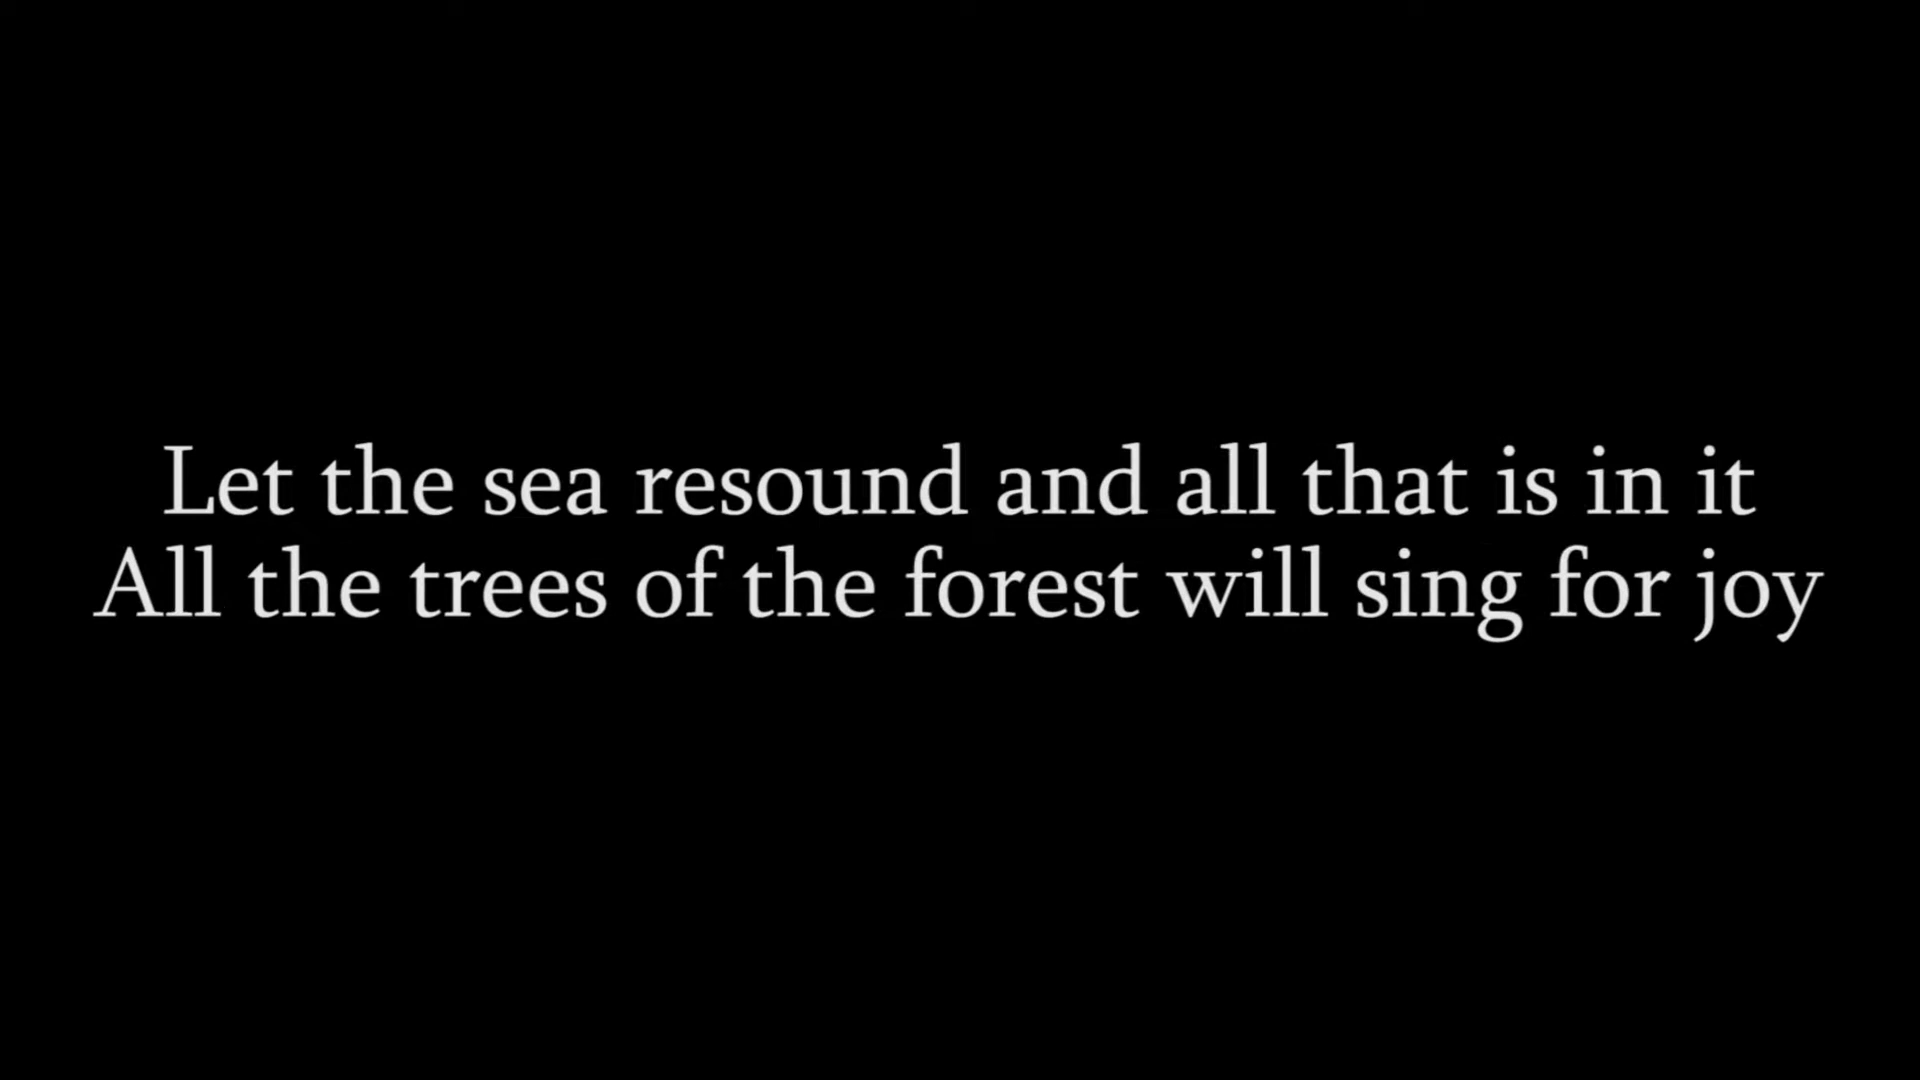 Let the sea resound and all that is in it
All the trees of the forest will sing for joy